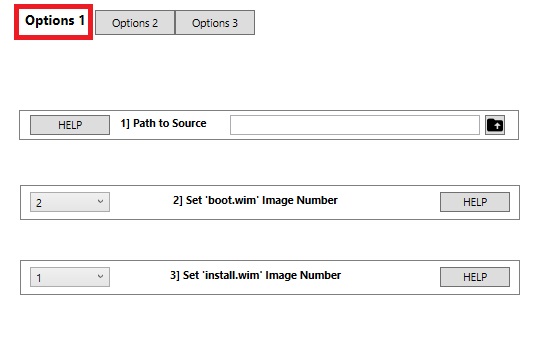 Options 1 Options 2 Options 3
HELP 1] Path to Source
2 2] Set 'boot.wim' Image Number HELP
1 3] Set 'install.wim' Image Number HELP